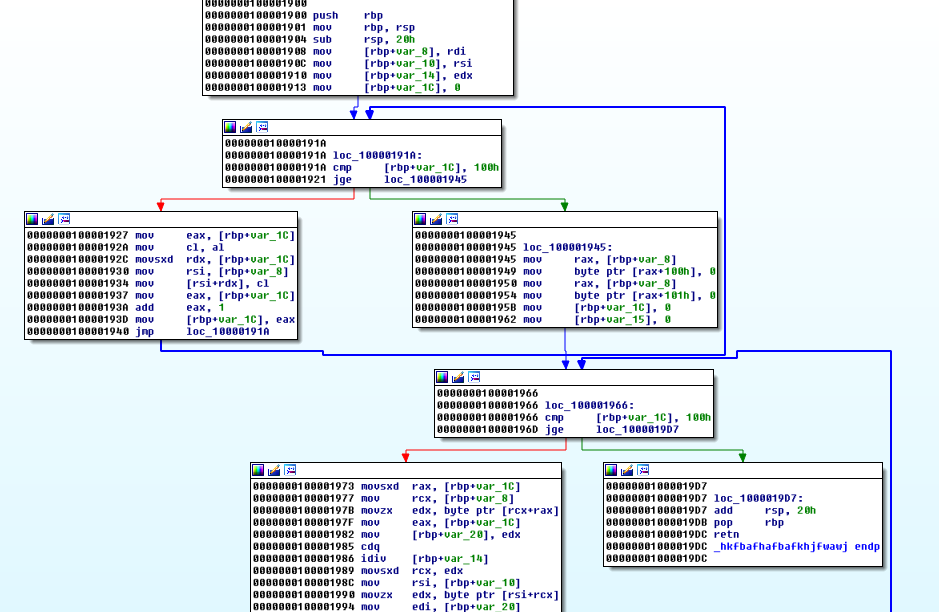 0000000100001900
0000000100001900 push rbp
0000000100001901 mov rbp, rsp
0000000100001904 sub rsp, 20h
0000000100001908 mov [rbp+var_8], rdi
000000010000190C mov [rbp+var_10], rsi
0000000100001910 mov [rbp+var_14], edx
0000000100001913 mov [rbp+var_1C], 0
000000010000191A
000000010000191A loc_10000191A:
000000010000191A cmp [rbp+var_1C], 100h
0000000100001921 jge loc_100001945
0000000100001927 mov eax, [rbp+var_1C]
000000010000192A mov cl, al
000000010000192C movsxd rdx, [rbp+var_1C]
0000000100001930 mov rsi, [rbp+var_8]
0000000100001934 mov [rsi+rdx], cl
0000000100001937 mov eax, [rbp+var_1C]
000000010000193A add eax, 1
000000010000193D mov [rbp+var_1C], eax
0000000100001940 jmp loc_10000191A
0000000100001945
0000000100001945 loc_100001945:
0000000100001945 mov rax, [rbp+var_8]
0000000100001949 mov byte ptr [rax+100h], 0
0000000100001950 mov rax, [rbp+var_8]
0000000100001954 mov byte ptr [rax+101h], 0
000000010000195B mov [rbp+var_1C], 0
0000000100001962 mov [rbp+var_15], 0
0000000100001966
0000000100001966 loc_100001966:
0000000100001966 cmp [rbp+var_1C], 100h
000000010000196D jge loc_1000019D7
0000000100001973 movsxd rax, [rbp+var_1C]
0000000100001977 mov rcx, [rbp+var_8]
000000010000197B movzx edx, byte ptr [rcx+rax]
000000010000197F mov eax, [rbp+var_1C]
0000000100001982 mov [rbp+var_20], edx
0000000100001985 cdq
0000000100001986 idiv [rbp+var_14]
0000000100001989 movsxd rcx, edx
000000010000198C mov rsi, [rbp+var_10]
0000000100001990 movzx edx, byte ptr [rsi+rcx]
0000000100001994 mov edi, [rbp+var_20]
00000001000019D7
00000001000019D7 loc_1000019D7:
00000001000019D7 add rsp, 20h
00000001000019DB pop rbp
00000001000019DC retn
00000001000019DC _hkfbafhafbafkhjfwawj endp
00000001000019DC